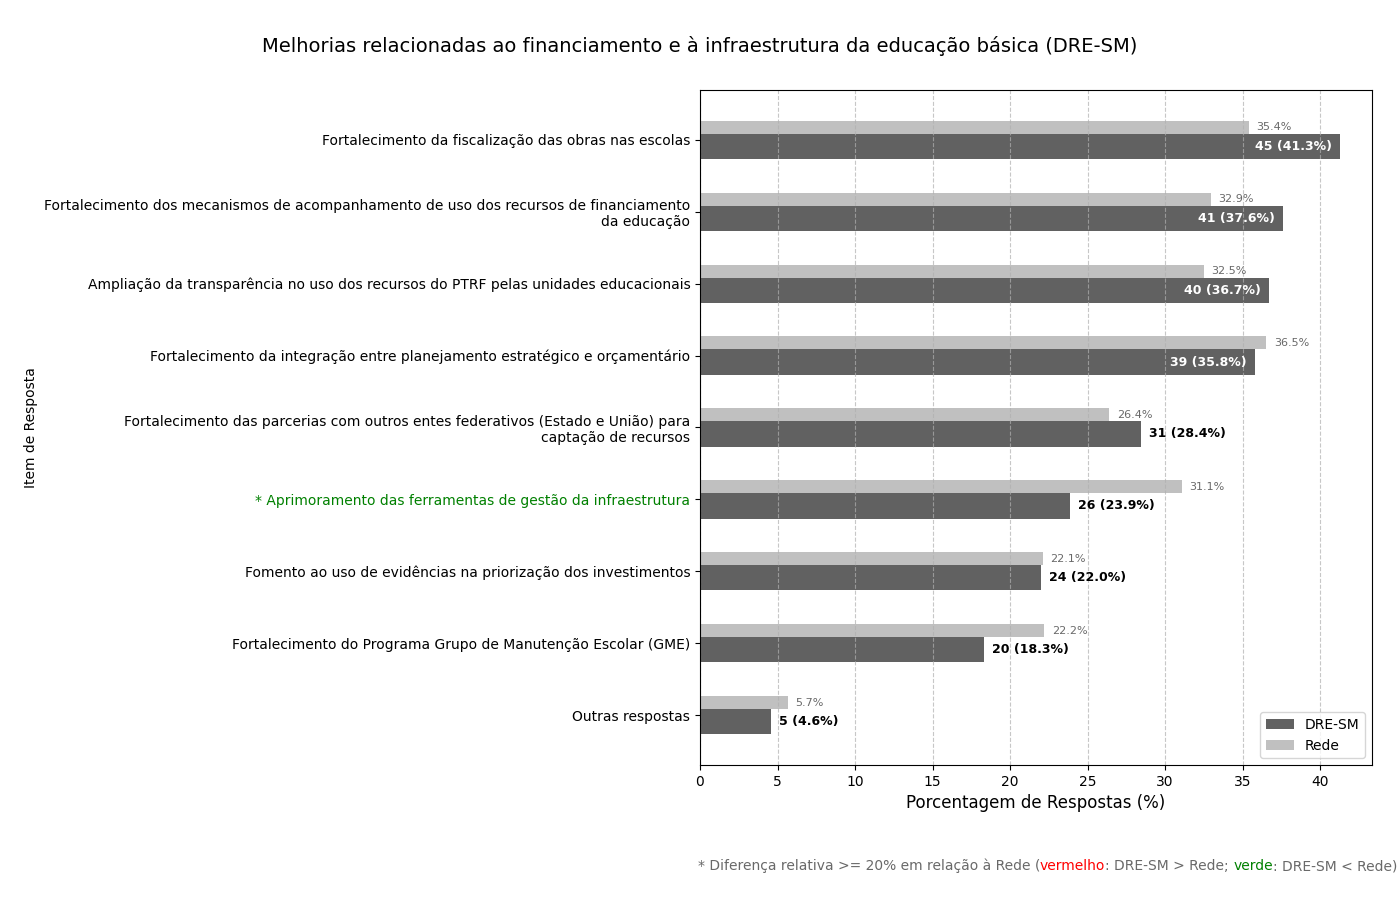 Melhorias relacionadas ao financiamento e à infraestrutura da educação básica (DRE-SM)
Item de Resposta
Fortalecimento da fiscalização das obras nas escolas
35.4%
45 (41.3%)
Fortalecimento dos mecanismos de acompanhamento de uso dos recursos de financiamento
da educação
32.9%
41 (37.6%)
Ampliação da transparência no uso dos recursos do PTRF pelas unidades educacionais
32.5%
40 (36.7%)
Fortalecimento da integração entre planejamento estratégico e orçamentário
36.5%
39 (35.8%)
Fortalecimento das parcerias com outros entes federativos (Estado e União) para
captação de recursos
26.4%
31 (28.4%)
* Aprimoramento das ferramentas de gestão da infraestrutura
31.1%
26 (23.9%)
Fomento ao uso de evidências na priorização dos investimentos
22.1%
24 (22.0%)
Fortalecimento do Programa Grupo de Manutenção Escolar (GME)
22.2%
20 (18.3%)
Outras respostas
5.7%
5 (4.6%)
DRE-SM
Rede
0 5 10 15 20 25 30 35 40
Porcentagem de Respostas (%)
* Diferença relativa >= 20% em relação à Rede (vermelho: DRE-SM > Rede; verde: DRE-SM < Rede)